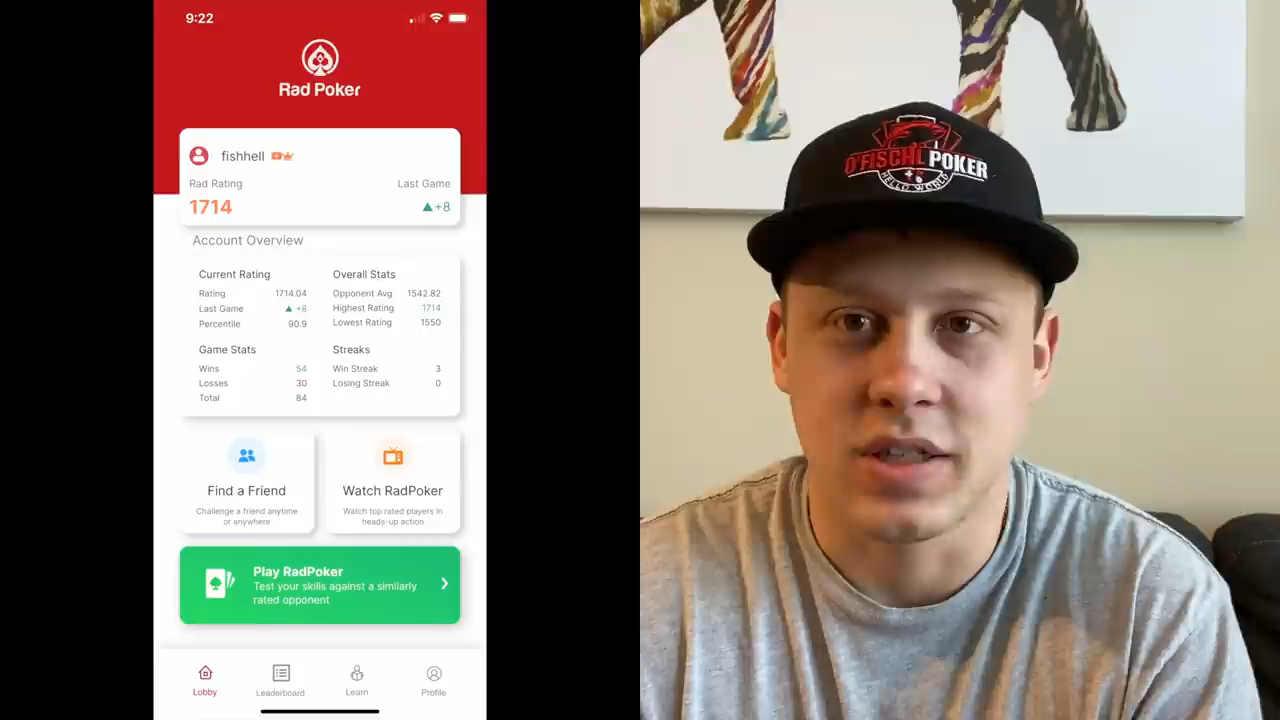 9:22
Rad Poker
fishhell
Rad Rating
Last Game
1714
▲+8
Account Overview
Current Rating
Rating 1714.04
Last Game ▲ +8
Percentile 90.9
Overall Stats
Opponent Avg 1542.82
Highest Rating 1714
Lowest Rating 1550
Game Stats
Wins 54
Losses 30
Total 84
Streaks
Win Streak 3
Losing Streak 0
Find a Friend
Challenge a friend anytime
or anywhere
Watch RadPoker
Watch top rated players in
heads-up action
Play RadPoker
Test your skills against a similarly
rated opponent
Lobby
Leaderboard
Learn
Profile
O'FISCHL POKER
HELLO WORLD